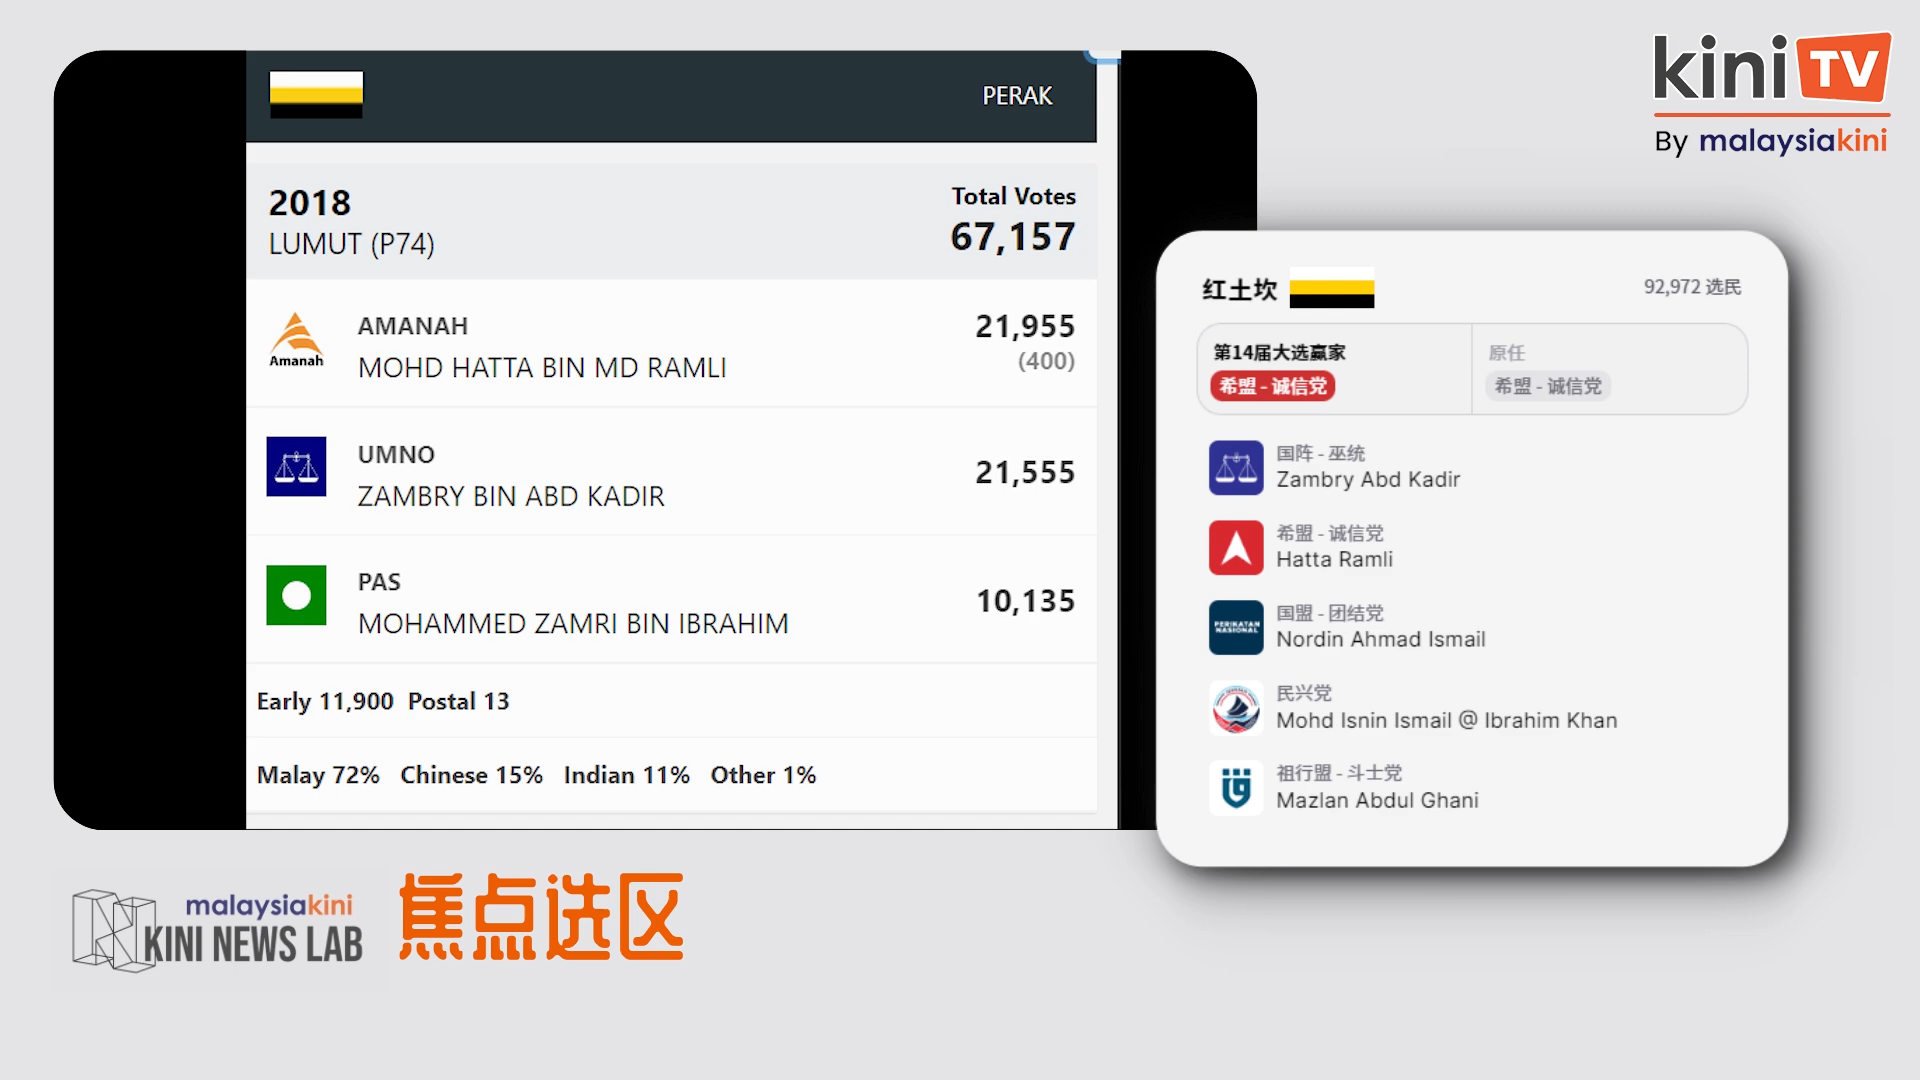 PERAK
2018
LUMUT (P74)
Total Votes
67,157
Amanah
AMANAH
MOHD HATTA BIN MD RAMLI
21,955
(400)
UMNO
ZAMBRY BIN ABD KADIR
21,555
PAS
MOHAMMED ZAMRI BIN IBRAHIM
10,135
Early 11,900 Postal 13
Malay 72% Chinese 15% Indian 11% Other 1%
kini TV
By malaysiakini
红土坎
92,972 选民
第14届大选赢家
希盟 - 诚信党
原任
希盟 - 诚信党
国阵 - 巫统
Zambry Abd Kadir
希盟 - 诚信党
Hatta Ramli
PERIKATAN
NASIONAL
国盟 - 团结党
Nordin Ahmad Ismail
民兴党
Mohd Isnin Ismail @ Ibrahim Khan
祖行盟 - 斗士党
Mazlan Abdul Ghani
malaysiakini
KINI NEWS LAB
焦点选区